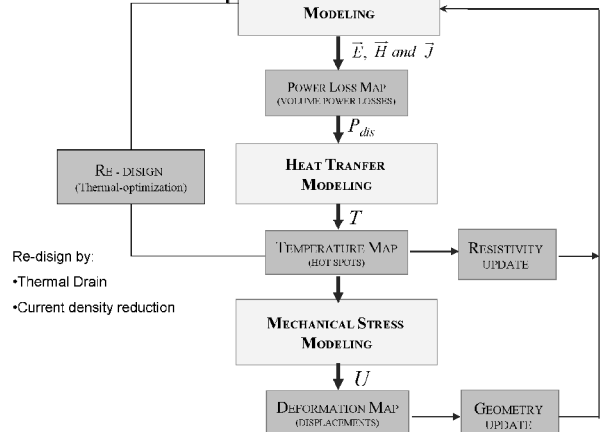 MODELING
E, H and J
POWER LOSS MAP
(VOLUME POWER LOSSES)
P dis
HEAT TRANFER
MODELING
RE - DISIGN
(Thermal-optimization)
T
TEMPERATURE MAP
(HOT SPOTS)
RESISTIVITY
UPDATE
Re-disign by:
•Thermal Drain
•Current density reduction
MECHANICAL STRESS
MODELING
U
DEFORMATION MAP
(DISPLACEMENTS)
GEOMETRY
UPDATE